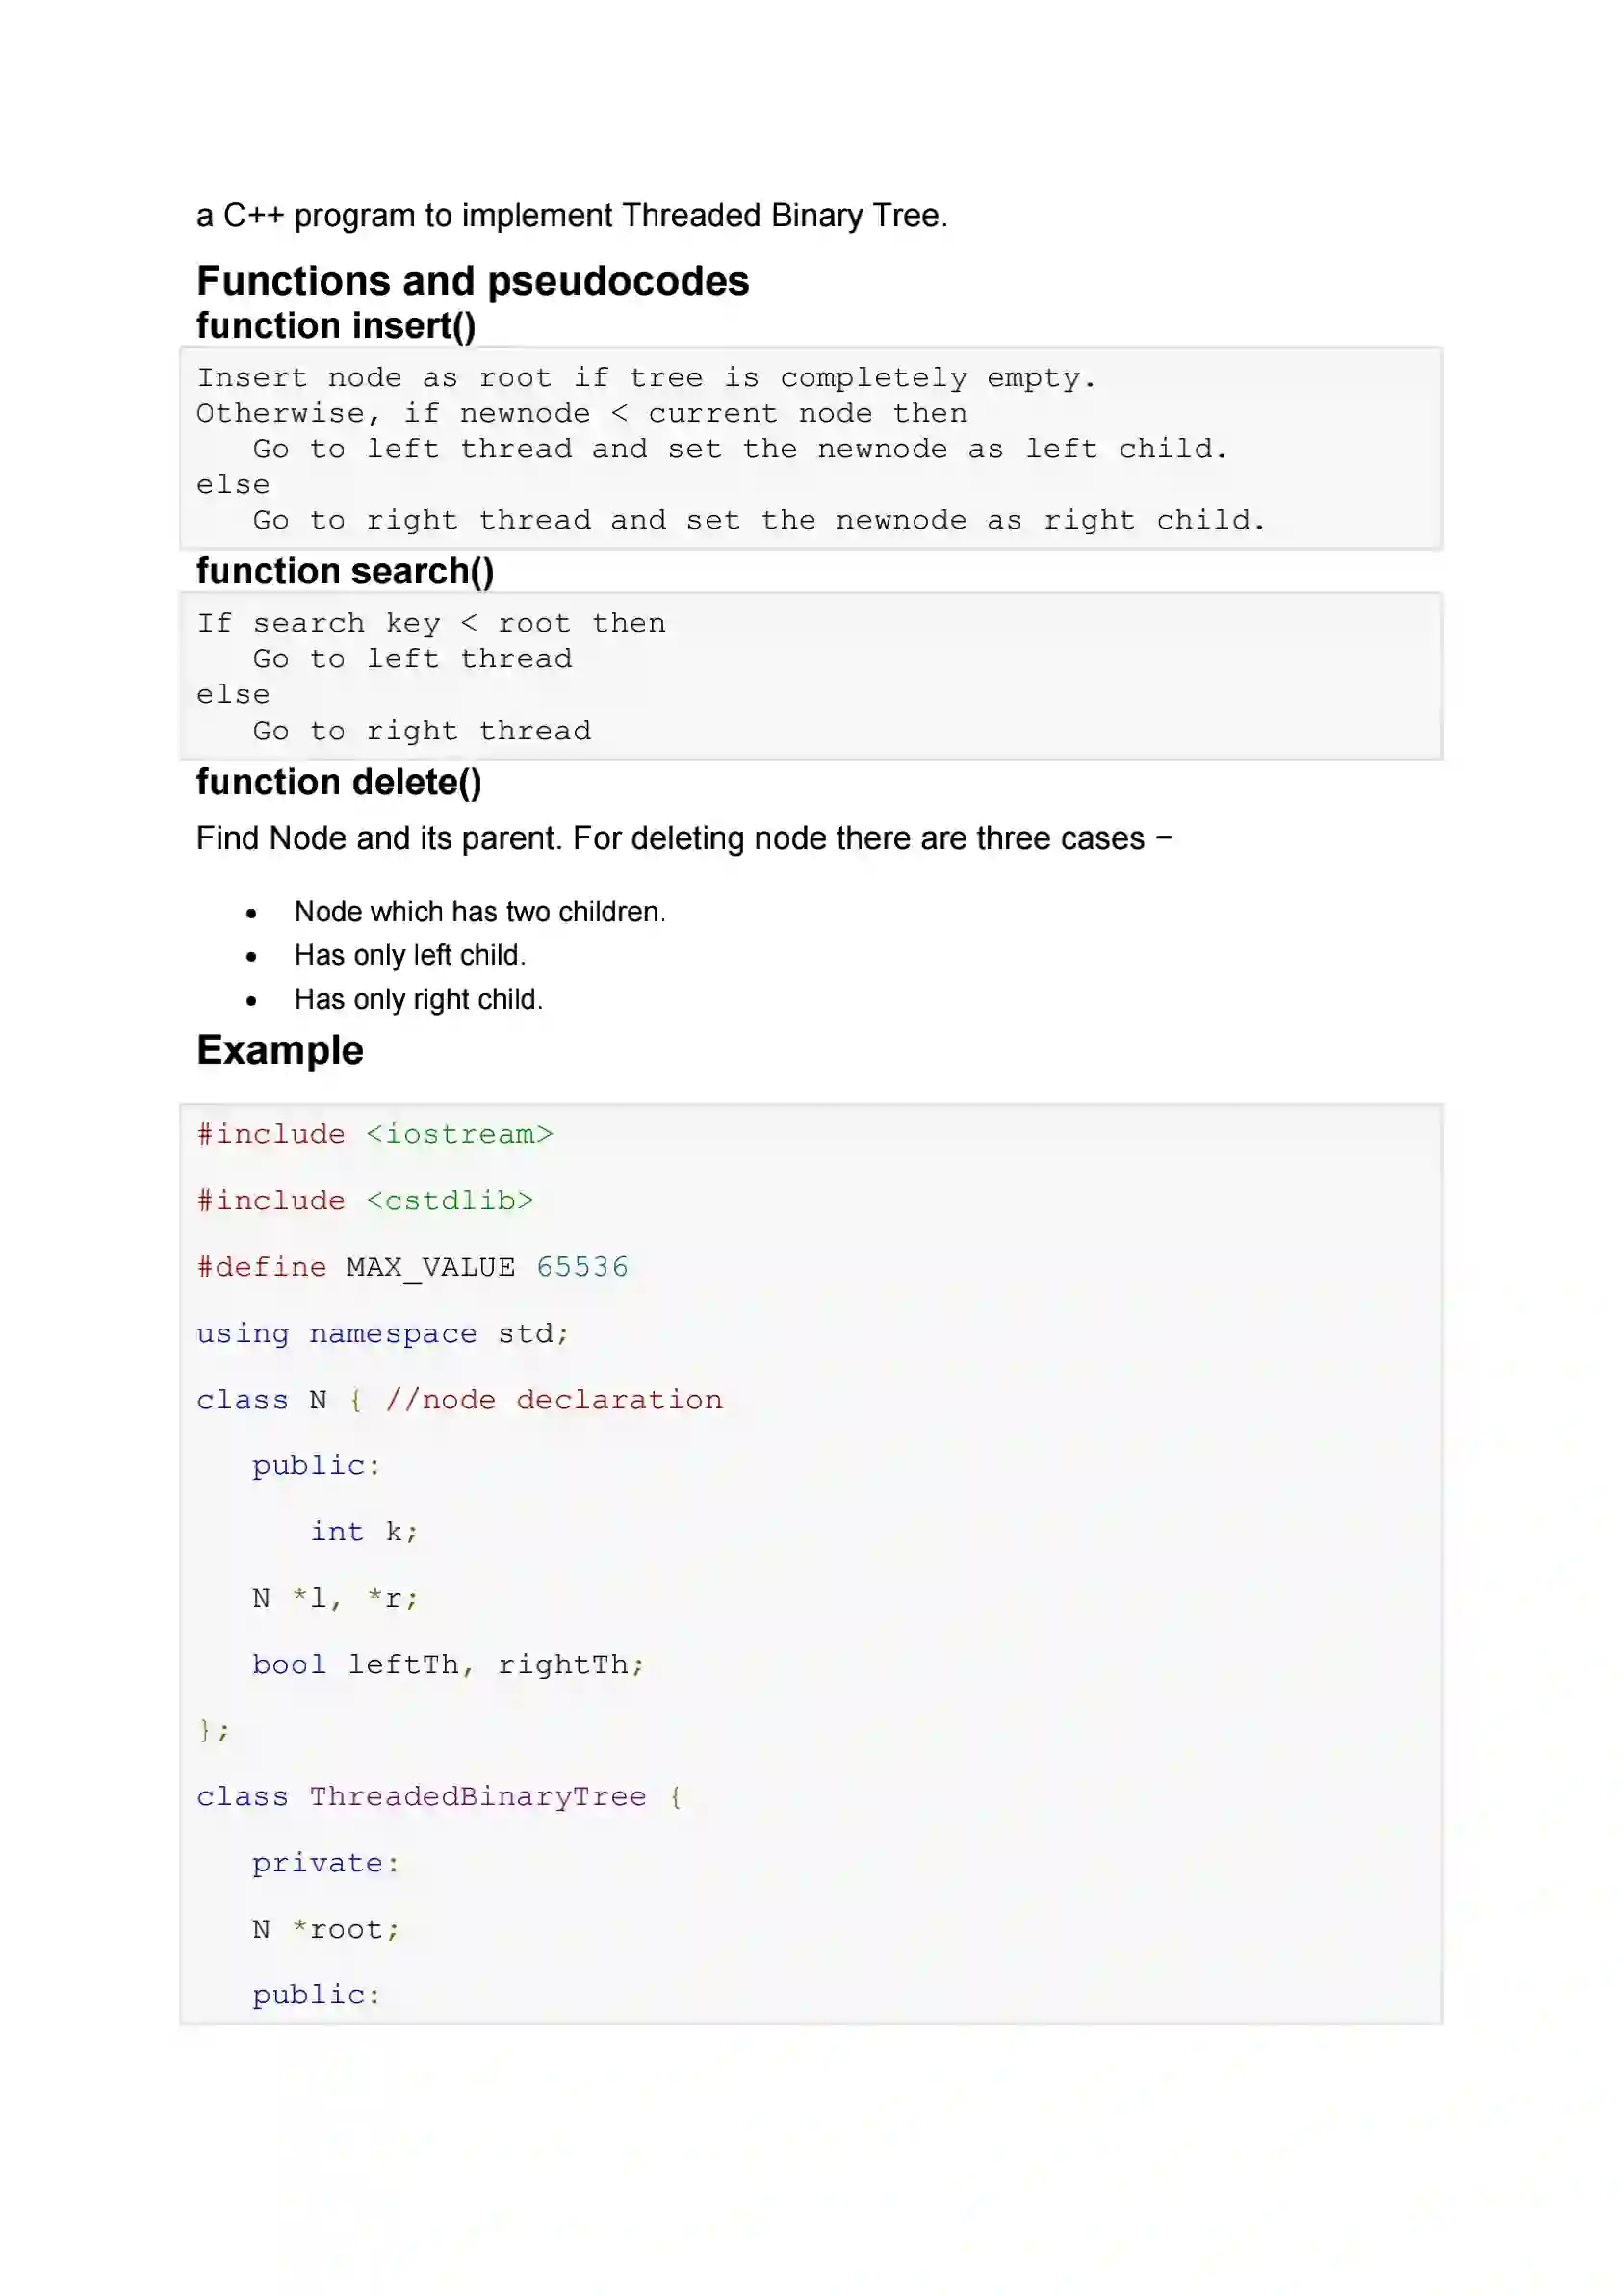 a C++ program to implement Threaded Binary Tree.
Functions and pseudocodes
function insert()
Insert node as root if tree is completely empty.
Otherwise, if newnode < current node then
   Go to left thread and set the newnode as left child.
else
   Go to right thread and set the newnode as right child.
function search()
If search key < root then
   Go to left thread
else
   Go to right thread
function delete()
Find Node and its parent. For deleting node there are three cases −
• Node which has two children.
• Has only left child.
• Has only right child.
Example
#include <iostream>
#include <cstdlib>
#define MAX_VALUE 65536
using namespace std;
class N { //node declaration
   public:
      int k;
   N *l, *r;
   bool leftTh, rightTh;
};
class ThreadedBinaryTree {
   private:
   N *root;
   public: